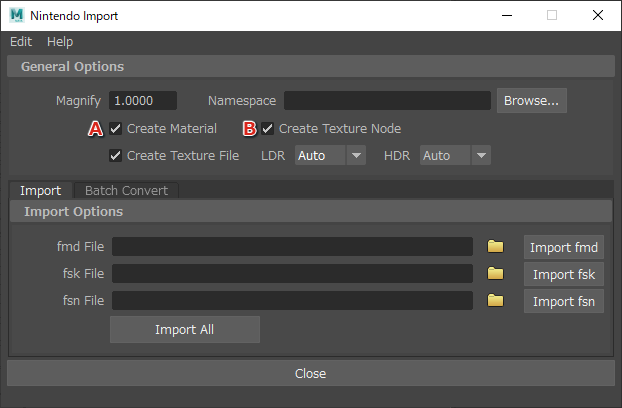 Nintendo Import
Edit Help
General Options
Magnify 1.0000 Namespace Browse...
A Create Material B Create Texture Node
Create Texture File LDR Auto HDR Auto
Import Batch Convert
Import Options
fmd File Import fmd
fsk File Import fsk
fsn File Import fsn
Import All
Close